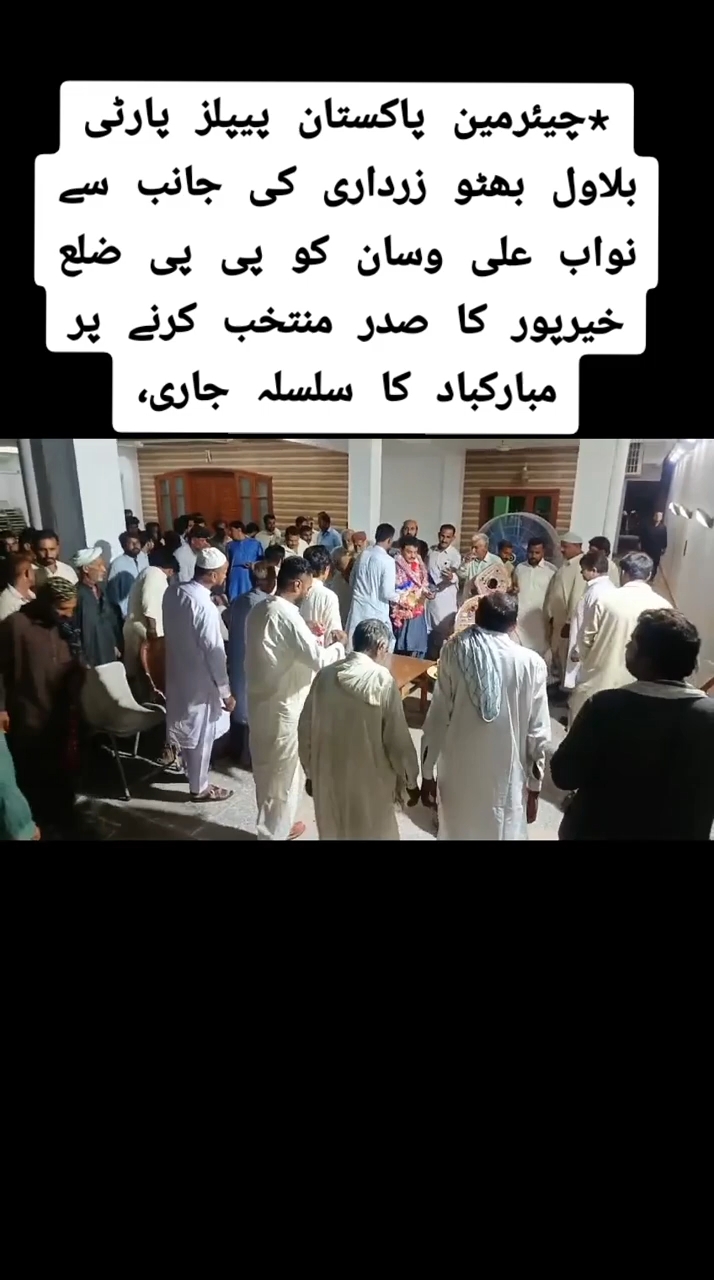 *چیئرمین پاکستان پیپلز پارٹی
بلاول بھٹو زرداری کی جانب سے
نواب علی وسان کو پی پی ضلع
خیرپور کا صدر منتخب کرنے پر
مبارکباد کا سلسلہ جاری،